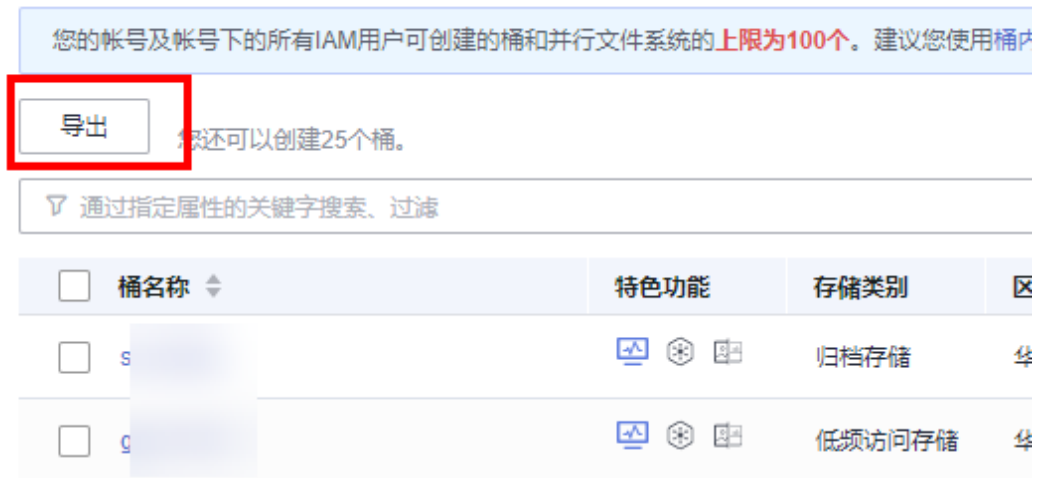 您的帐号及帐号下的所有IAM用户可创建的桶和并行文件系统的上限为100个。建议您使用桶内
导出
您还可以创建25个桶。
通过指定属性的关键字搜索、过滤
桶名称 特色功能 存储类别 区
s 归档存储 华
g 低频访问存储 华